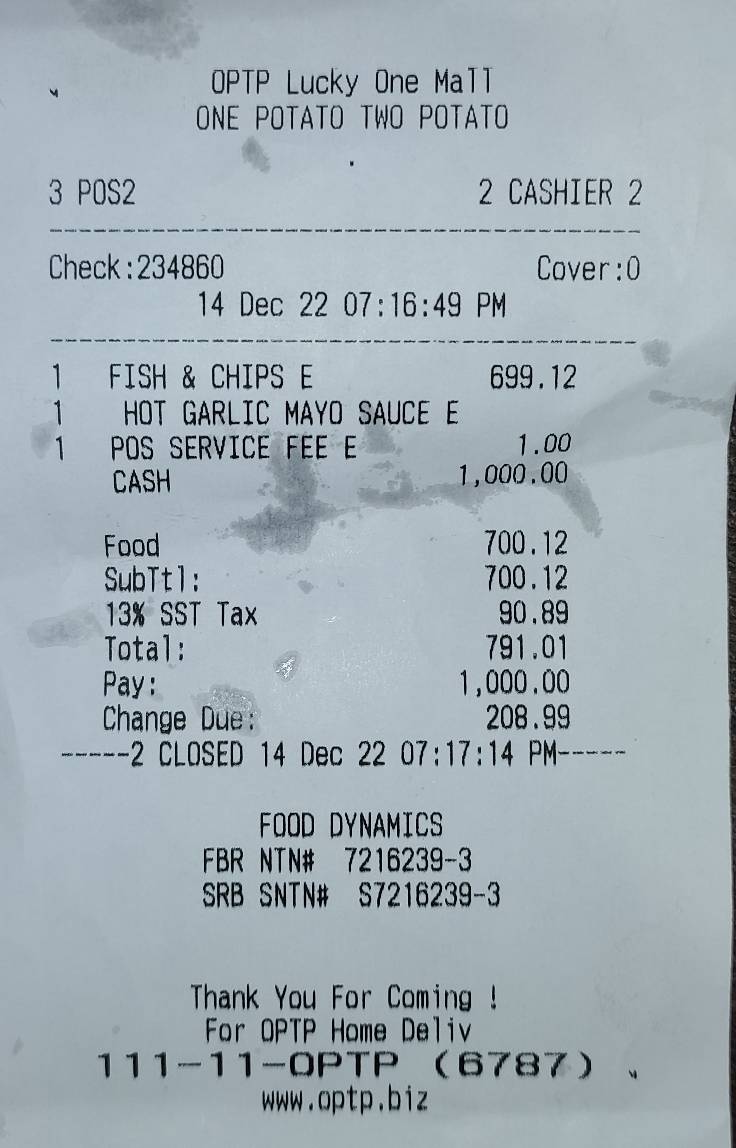 OPTP Lucky One Mall
ONE POTATO TWO POTATO
3 POS2 2 CASHIER 2
Check:234860 Cover:0
14 Dec 22 07:16:49 PM
1 FISH & CHIPS E 699.12
1 HOT GARLIC MAYO SAUCE E
1 POS SERVICE FEE E 1.00
CASH 1,000.00
Food 700.12
SubTtl: 700.12
13% SST Tax 90.89
Total: 791.01
Pay: 1,000.00
Change Due: 208.99
-----2 CLOSED 14 Dec 22 07:17:14 PM-----
FOOD DYNAMICS
FBR NTN# 7216239-3
SRB SNTN# S7216239-3
Thank You For Coming !
For OPTP Home Deliv
111-11-OPTP (6787)
www.optp.biz